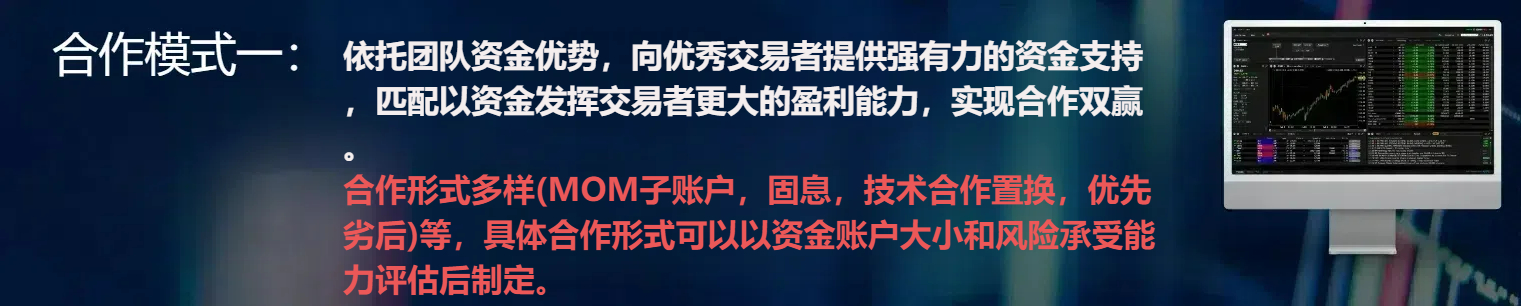 合作模式一：
依托团队资金优势，向优秀交易者提供强有力的资金支持
，匹配以资金发挥交易者更大的盈利能力，实现合作双赢
。
合作形式多样(MOM子账户，固息，技术合作置换，优先
劣后)等，具体合作形式可以以资金账户大小和风险承受能
力评估后制定。